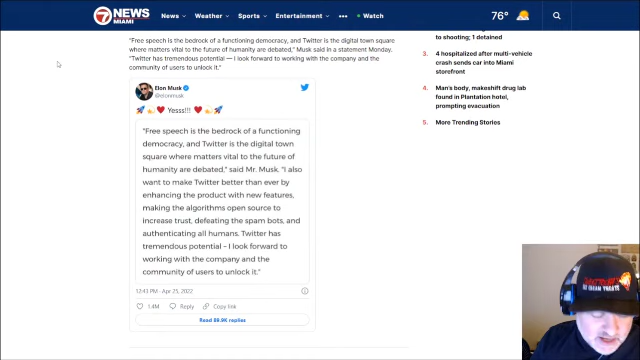 7 NEWS MIAMI
News Weather Sports Entertainment ••• Watch
76°
"Free speech is the bedrock of a functioning democracy, and Twitter is the digital town square
where matters vital to the future of humanity are debated," Musk said in a statement Monday.
"Twitter has tremendous potential — I look forward to working with the company and the
community of users to unlock it."
Elon Musk
@elonmusk
Yesss!!!
"Free speech is the bedrock of a functioning
democracy, and Twitter is the digital town
square where matters vital to the future of
humanity are debated," said Mr. Musk. "I also
want to make Twitter better than ever by
enhancing the product with new features,
making the algorithms open source to
increase trust, defeating the spam bots, and
authenticating all humans. Twitter has
tremendous potential – I look forward to
working with the company and the
community of users to unlock it."
12:43 PM · Apr 25, 2022
1.4M Reply Copy link
Read 89.9K replies
to shooting; 1 detained
3. 4 hospitalized after multi-vehicle
crash sends car into Miami
storefront
4. Man's body, makeshift drug lab
found in Plantation hotel,
prompting evacuation
5. More Trending Stories